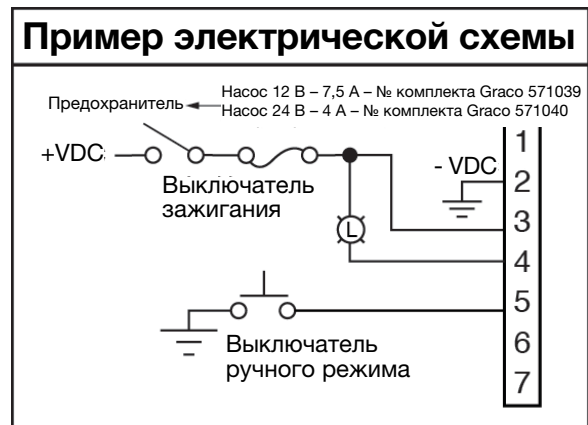 Пример электрической схемы
Насос 12 В – 7,5 А – № комплекта Graco 571039
Предохранитель
Насос 24 В – 4 А – № комплекта Graco 571040
+VDC
Выключатель
зажигания
- VDC
1
2
3
L
4
5
Выключатель
ручного режима
6
7